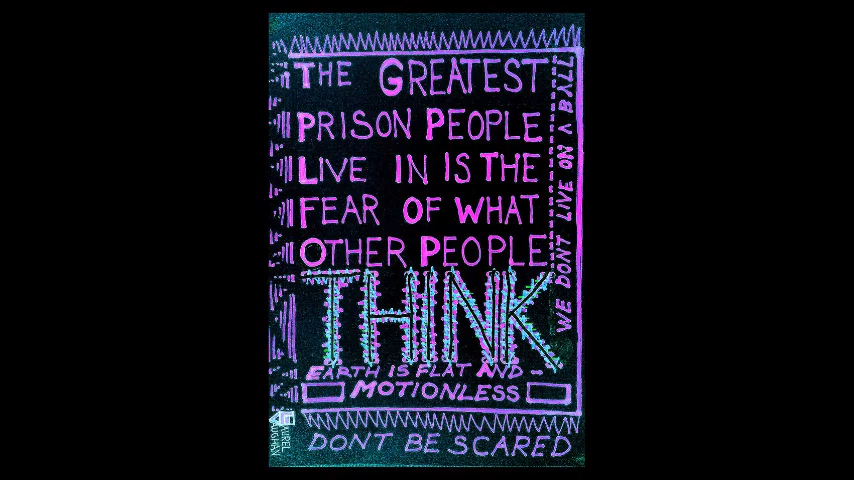 THE GREATEST
PRISON PEOPLE
LIVE IN IS THE
FEAR OF WHAT
OTHER PEOPLE
THINK
EARTH IS FLAT AND -
MOTIONLESS
DONT BE SCARED
WE DONT LIVE ON A BALL